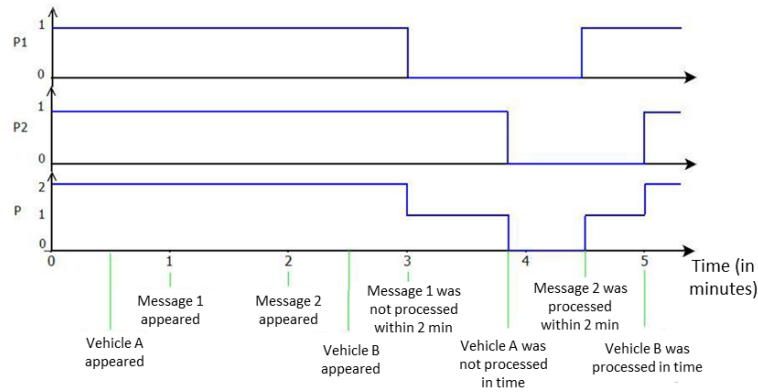 1
P1
0
1
P2
0
2
P
1
0
0
1
2
3
4
5
Time (in
minutes)
Message 1
appeared
Message 2
appeared
Message 1 was
not processed
within 2 min
Message 2 was
processed
within 2 min
Vehicle A
appeared
Vehicle B
appeared
Vehicle A was
not processed
in time
Vehicle B was
processed in time